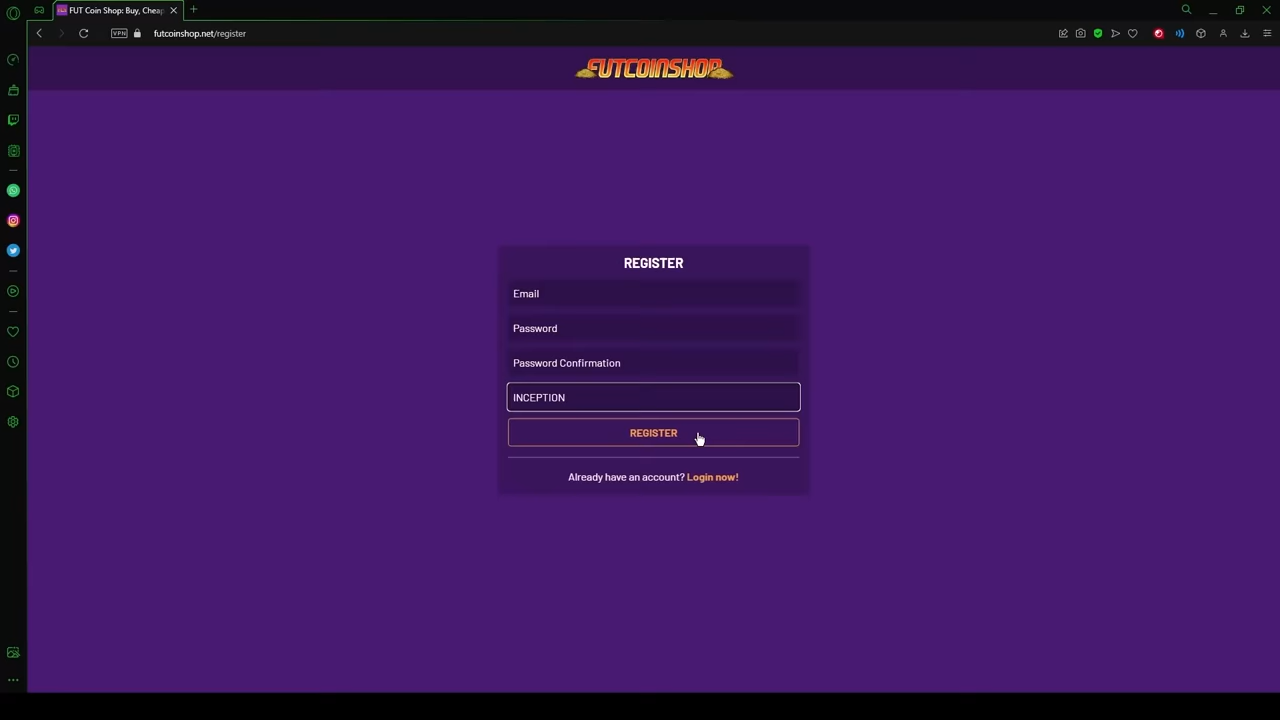 FUT Coin Shop: Buy, Cheap
VPN
futcoinshop.net/register
FUTCOINSHOP
REGISTER
Email
Password
Password Confirmation
INCEPTION
REGISTER
Already have an account? Login now!